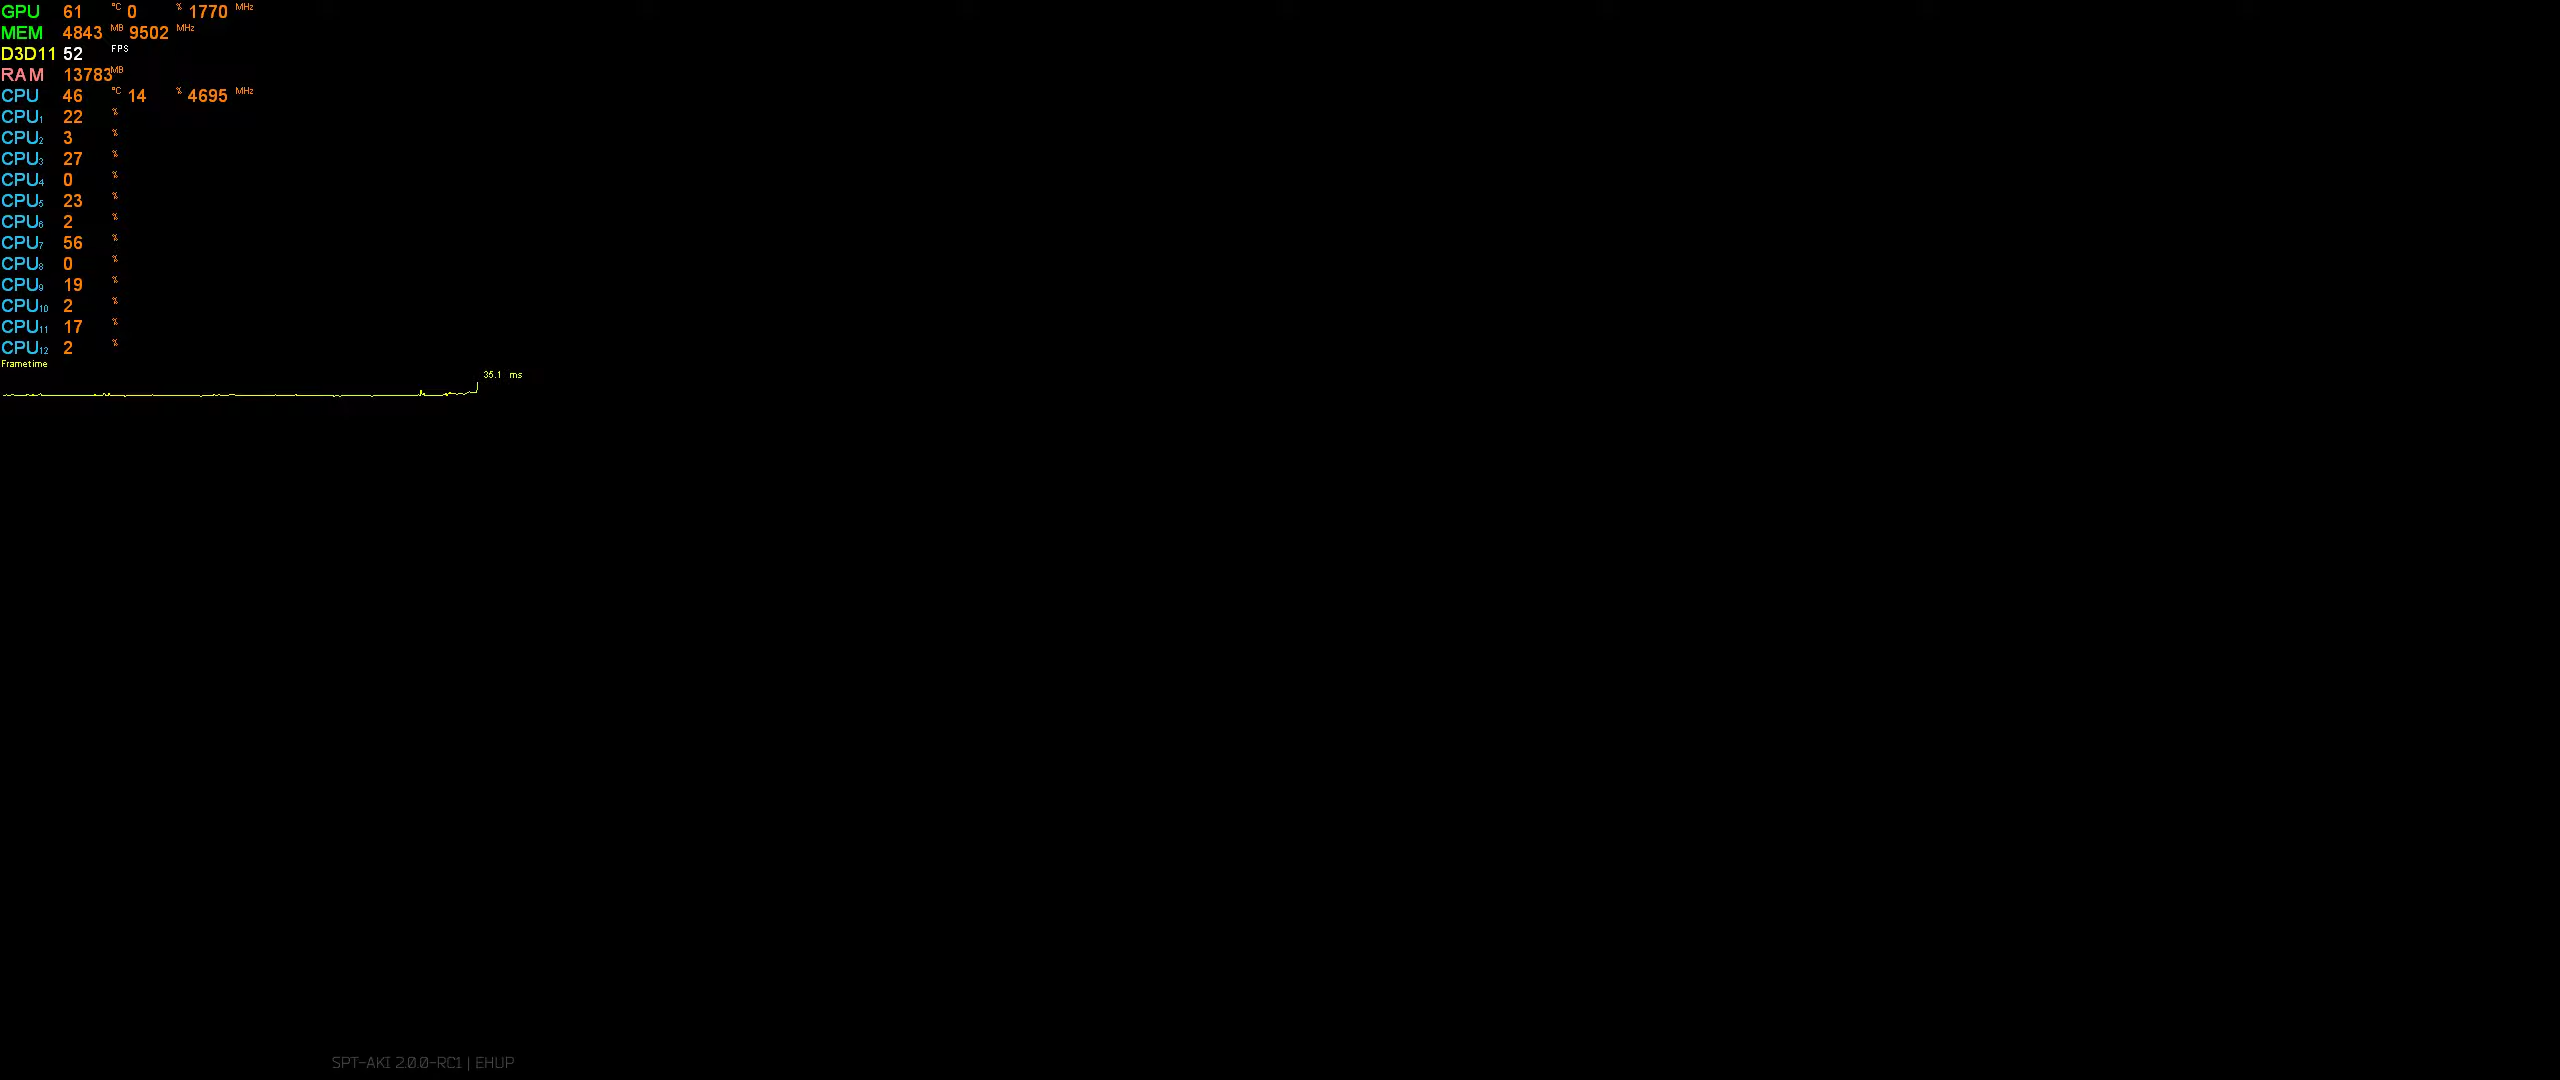 GPU 61 °C 0 % 1770 MHz
MEM 4843 MB 9502 MHz
D3D11 52 FPS
RAM 13783 MB
CPU 46 °C 14 % 4695 MHz
CPU1 22 %
CPU2 3 %
CPU3 27 %
CPU4 0 %
CPU5 23 %
CPU6 2 %
CPU7 56 %
CPU8 0 %
CPU9 19 %
CPU10 2 %
CPU11 17 %
CPU12 2 %
Frametime
35.1 ms
SPT-AKI 2.0.0-RC1 | EHUP